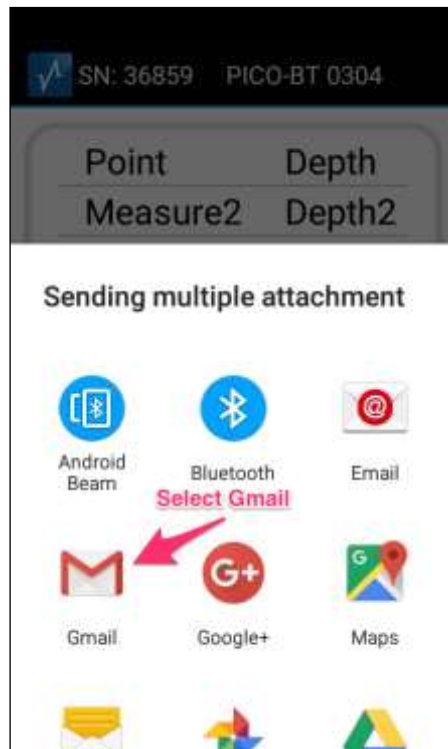 SN: 36859 PICO-BT 0304
Point Depth
Measure2 Depth2
Sending multiple attachment
Android
Beam
Bluetooth
Email
Select Gmail
Gmail
Google+
Maps